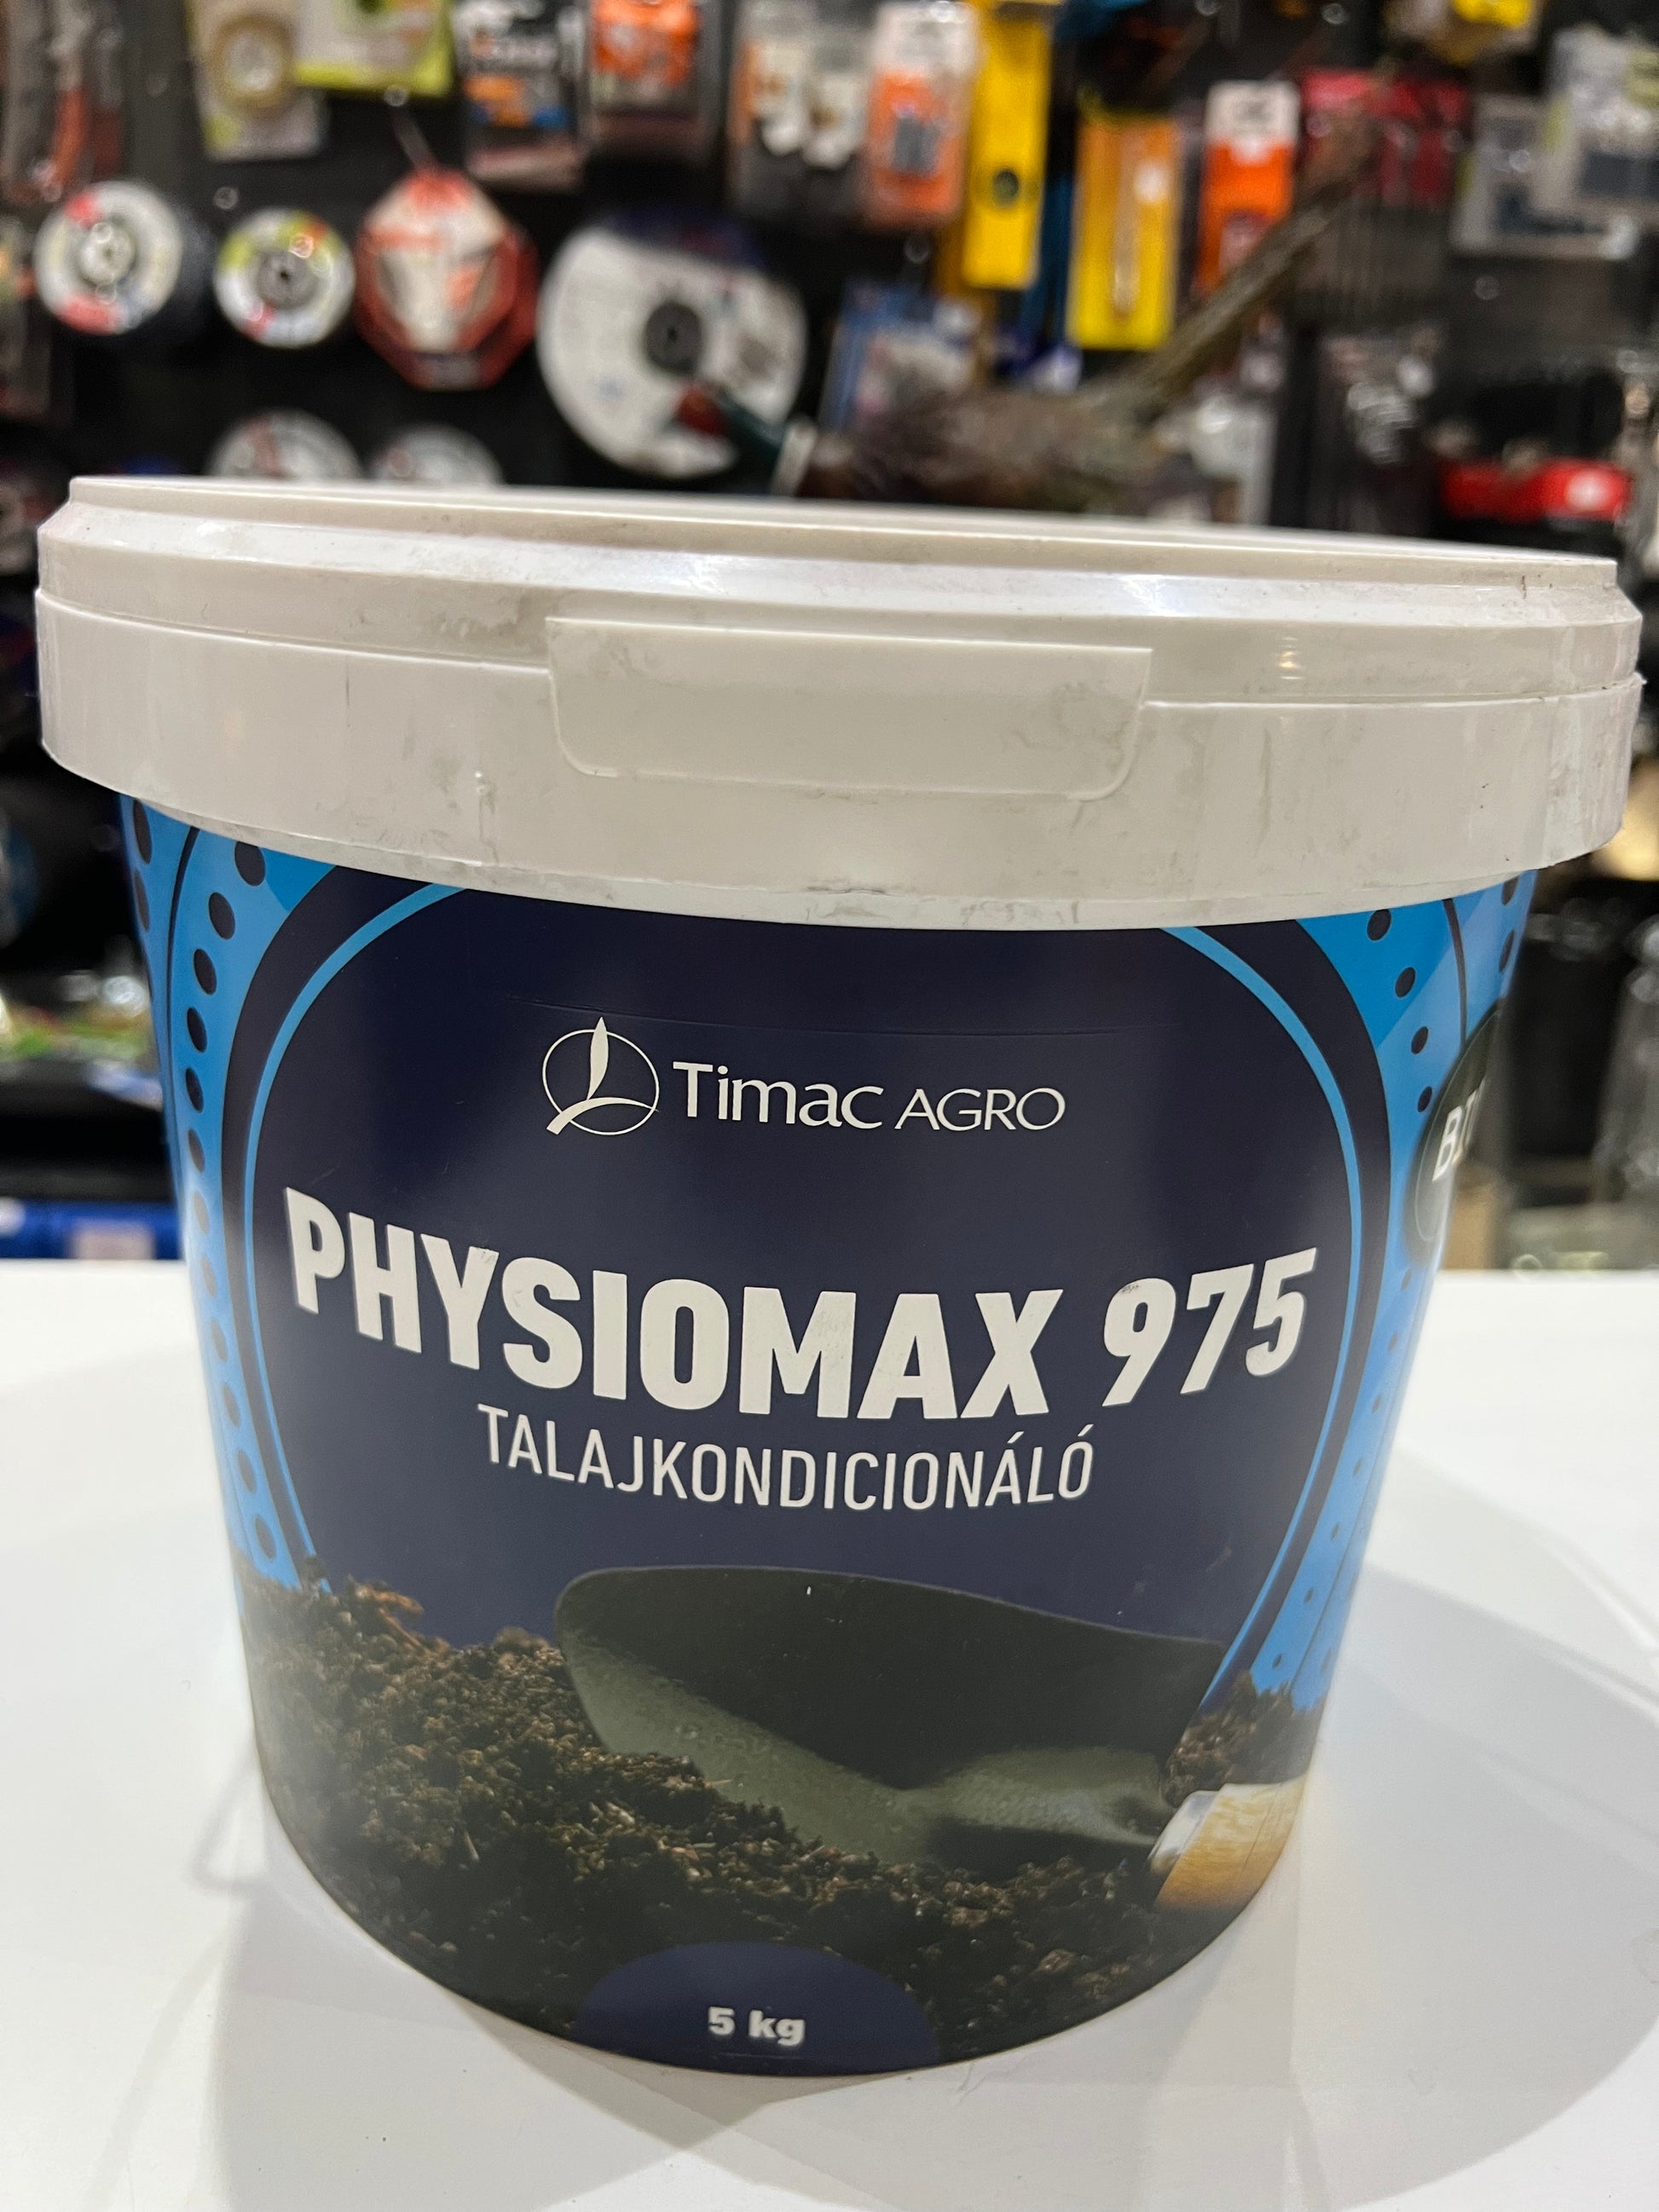 Timac AGRO
PHYSIOMAX 975
TALAJKONDICIONÁLÓ
5 kg